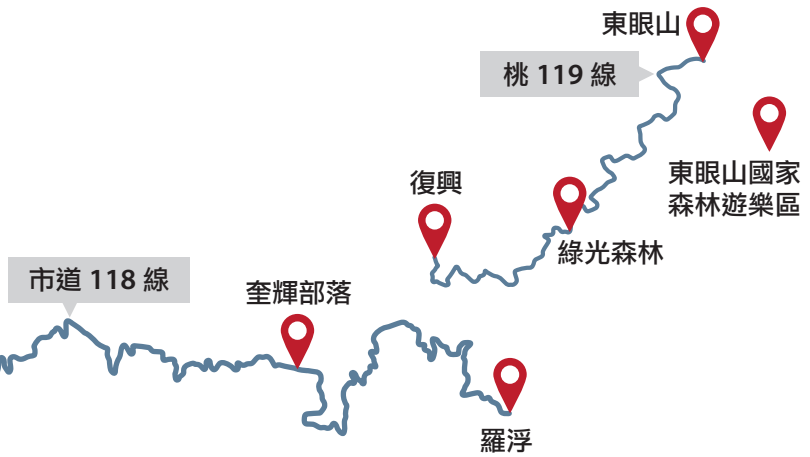 東眼山
桃 119 線
東眼山國家
森林遊樂區
復興
綠光森林
市道 118 線
奎輝部落
羅浮